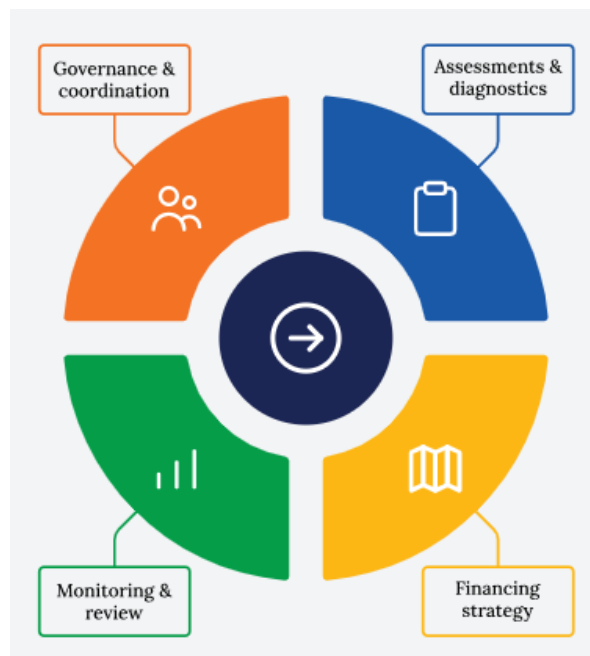 Governance &
coordination
Assessments &
diagnostics
Monitoring &
review
Financing
strategy